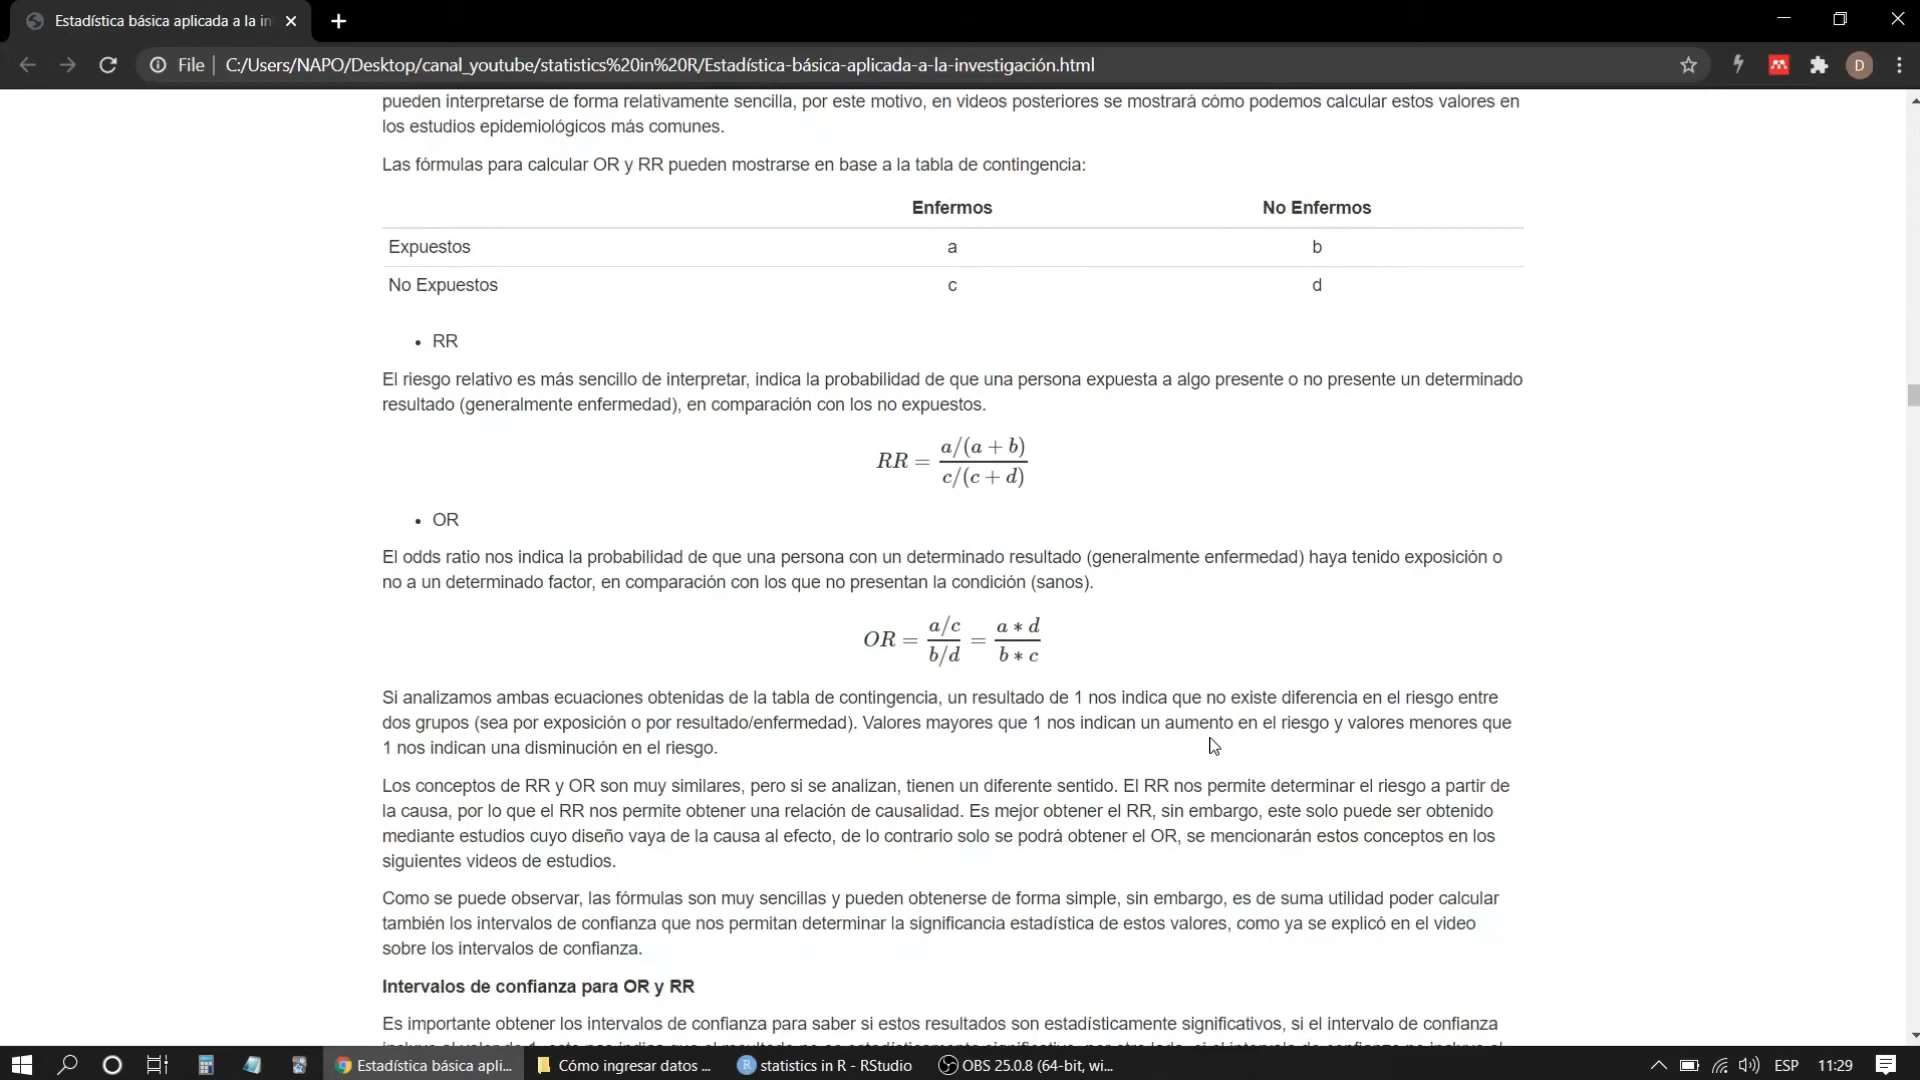 Estadística básica aplicada a la in
File
C:/Users/NAPO/Desktop/canal_youtube/statistics%20in%20R/Estadística-básica-aplicada-a-la-investigación.html
D
pueden interpretarse de forma relativamente sencilla, por este motivo, en videos posteriores se mostrará cómo podemos calcular estos valores en
los estudios epidemiológicos más comunes.
Las fórmulas para calcular OR y RR pueden mostrarse en base a la tabla de contingencia:
Enfermos No Enfermos
Expuestos a b
No Expuestos c d
• RR
El riesgo relativo es más sencillo de interpretar, indica la probabilidad de que una persona expuesta a algo presente o no presente un determinado
resultado (generalmente enfermedad), en comparación con los no expuestos.
RR = a/(a + b)
c/(c + d)
• OR
El odds ratio nos indica la probabilidad de que una persona con un determinado resultado (generalmente enfermedad) haya tenido exposición o
no a un determinado factor, en comparación con los que no presentan la condición (sanos).
OR = a/c = a * d
b/d b * c
Si analizamos ambas ecuaciones obtenidas de la tabla de contingencia, un resultado de 1 nos indica que no existe diferencia en el riesgo entre
dos grupos (sea por exposición o por resultado/enfermedad). Valores mayores que 1 nos indican un aumento en el riesgo y valores menores que
1 nos indican una disminución en el riesgo.
Los conceptos de RR y OR son muy similares, pero si se analizan, tienen un diferente sentido. El RR nos permite determinar el riesgo a partir de
la causa, por lo que el RR nos permite obtener una relación de causalidad. Es mejor obtener el RR, sin embargo, este solo puede ser obtenido
mediante estudios cuyo diseño vaya de la causa al efecto, de lo contrario solo se podrá obtener el OR, se mencionarán estos conceptos en los
siguientes videos de estudios.
Como se puede observar, las fórmulas son muy sencillas y pueden obtenerse de forma simple, sin embargo, es de suma utilidad poder calcular
también los intervalos de confianza que nos permitan determinar la significancia estadística de estos valores, como ya se explicó en el video
sobre los intervalos de confianza.
Intervalos de confianza para OR y RR
Es importante obtener los intervalos de confianza para saber si estos resultados son estadísticamente significativos, si el intervalo de confianza
Estadística básica apli... Cómo ingresar datos ... statistics in R - RStudio OBS 25.0.8 (64-bit, wi... ESP 11:29